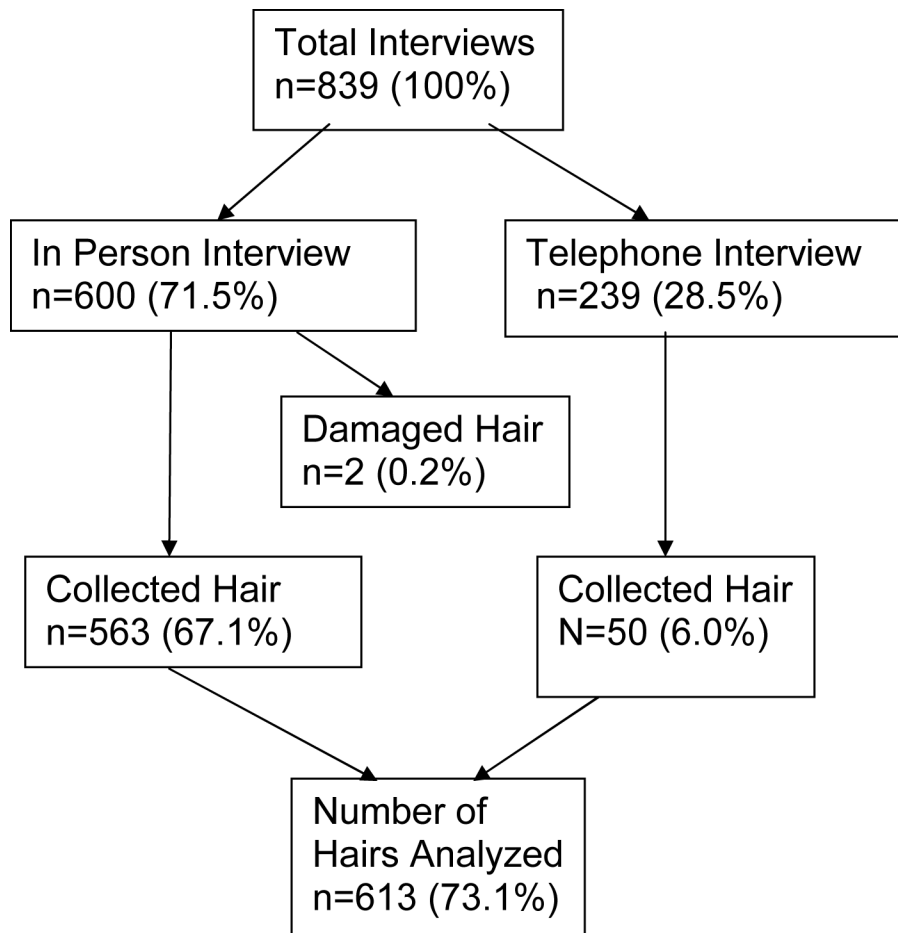 Total Interviews
n=839 (100%)
In Person Interview
n=600 (71.5%)
Telephone Interview
n=239 (28.5%)
Damaged Hair
n=2 (0.2%)
Collected Hair
n=563 (67.1%)
Collected Hair
N=50 (6.0%)
Number of
Hairs Analyzed
n=613 (73.1%)